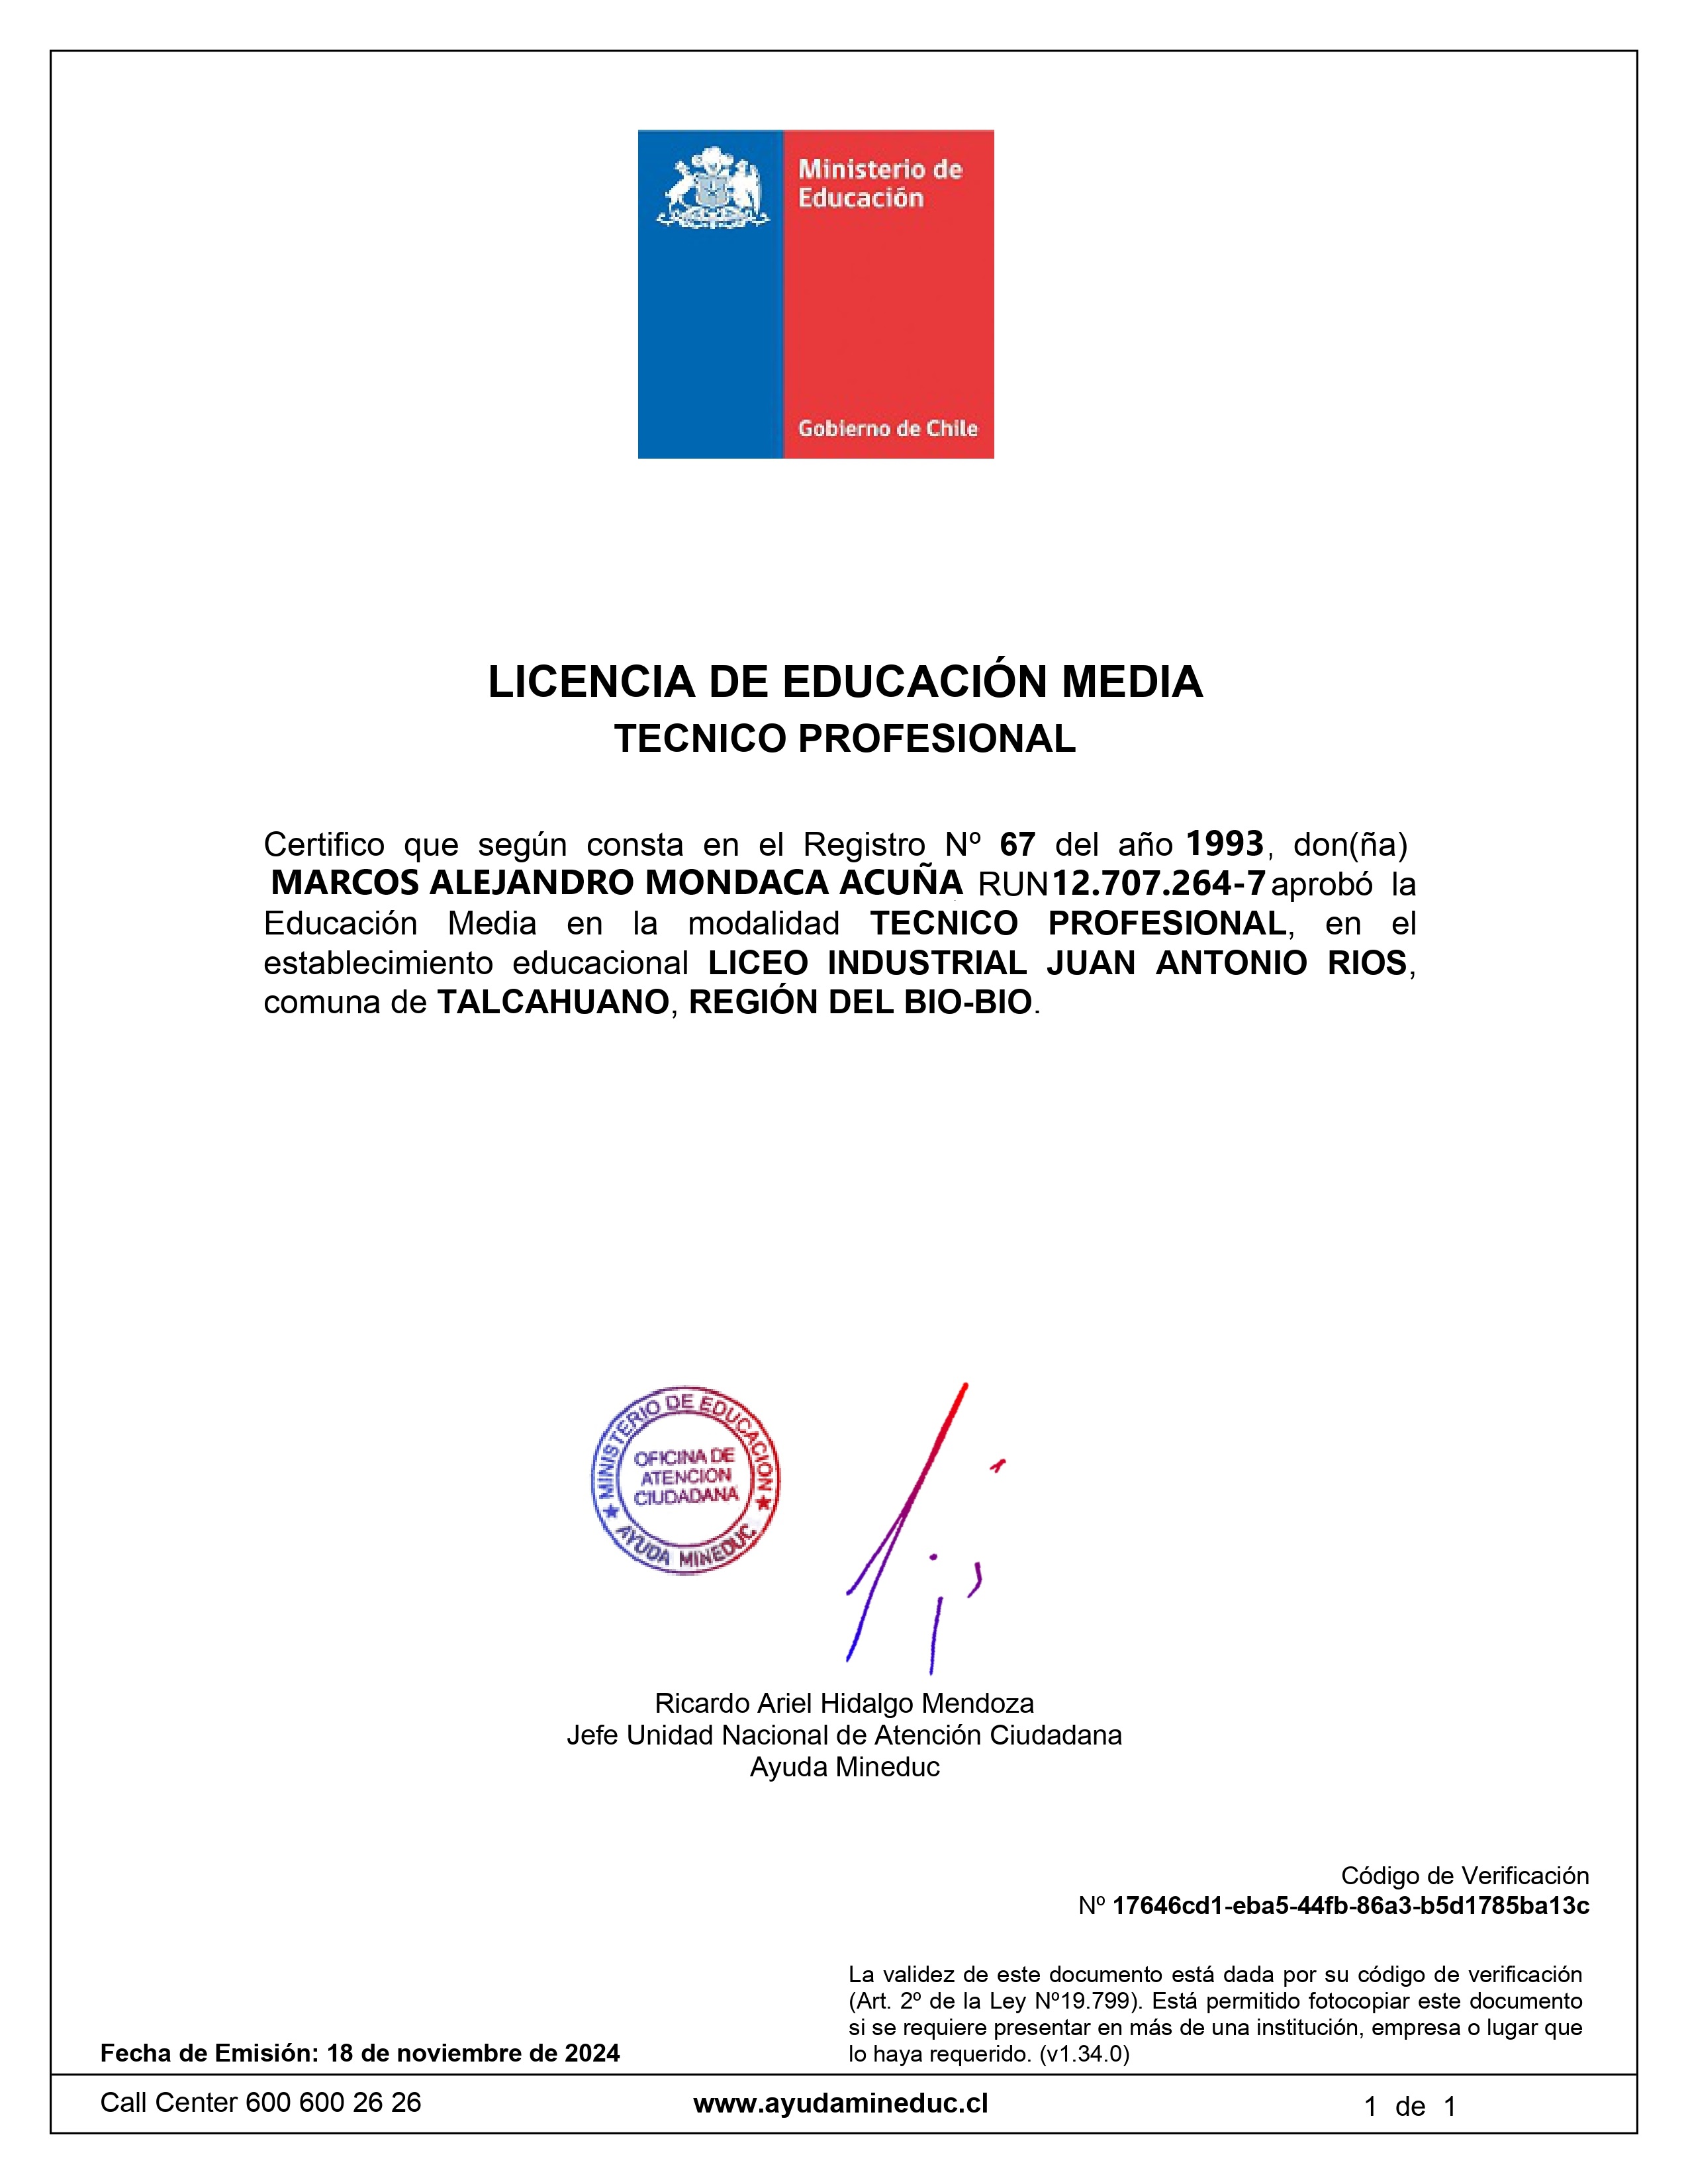 Ministerio de
Educación
Gobierno de Chile
LICENCIA DE EDUCACIÓN MEDIA
TECNICO PROFESIONAL
Certifico que según consta en el Registro Nº 67 del año 1993, don(ña)
MARCOS ALEJANDRO MONDACA ACUÑA RUN12.707.264-7 aprobó la
Educación Media en la modalidad TECNICO PROFESIONAL, en el
establecimiento educacional LICEO INDUSTRIAL JUAN ANTONIO RIOS,
comuna de TALCAHUANO, REGIÓN DEL BIO-BIO.
MINISTERIO DE EDUCACIÓN
OFICINA DE
ATENCION
CIUDADANA
AYUDA MINEDUC
Ricardo Ariel Hidalgo Mendoza
Jefe Unidad Nacional de Atención Ciudadana
Ayuda Mineduc
Código de Verificación
Nº 17646cd1-eba5-44fb-86a3-b5d1785ba13c
La validez de este documento está dada por su código de verificación
(Art. 2º de la Ley Nº19.799). Está permitido fotocopiar este documento
si se requiere presentar en más de una institución, empresa o lugar que
lo haya requerido. (v1.34.0)
Fecha de Emisión: 18 de noviembre de 2024
Call Center 600 600 26 26
www.ayudamineduc.cl
1 de 1